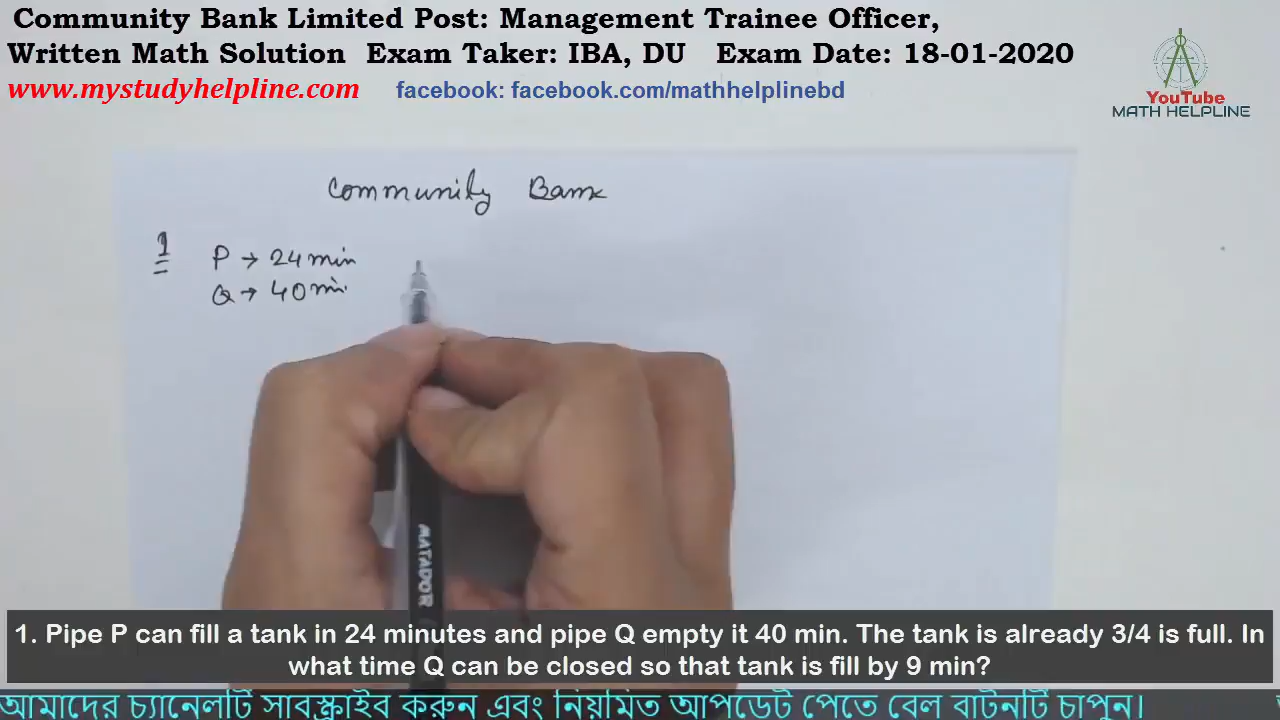 Community Bank Limited Post: Management Trainee Officer,
Written Math Solution Exam Taker: IBA, DU Exam Date: 18-01-2020
www.mystudyhelpline.com facebook: facebook.com/mathhelplinebd
YouTube
MATH HELPLINE
Community Bank
1 P → 24 min
Q → 40 min
MATADOR
1. Pipe P can fill a tank in 24 minutes and pipe Q empty it 40 min. The tank is already 3/4 is full. In
what time Q can be closed so that tank is fill by 9 min?
আমাদের চ্যানেলটি সাবস্ক্রাইব করুন এবং নিয়মিত আপডেট পেতে বেল বাটনটি চাপুন।